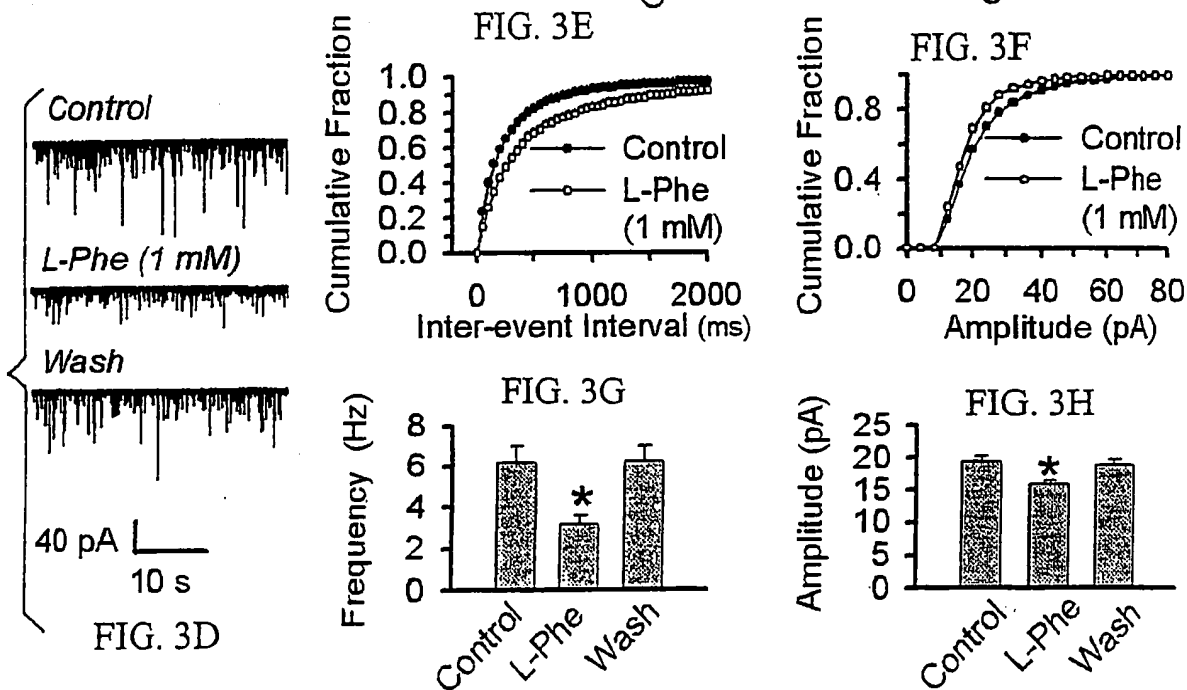 Control
L-Phe (1 mM)
Wash
40 pA
10 s
FIG. 3D
FIG. 3E
Cumulative Fraction
1.0
0.8
0.6
0.4
0.2
0.0
Control
L-Phe
(1 mM)
0 1000 2000
Inter-event Interval (ms)
FIG. 3F
Cumulative Fraction
0.8
0.4
0.0
Control
L-Phe
(1 mM)
0 20 40 60 80
Amplitude (pA)
FIG. 3G
Frequency (Hz)
8
6
4
2
0
*
Control L-Phe Wash
FIG. 3H
Amplitude (pA)
25
20
15
10
5
0
*
Control L-Phe Wash